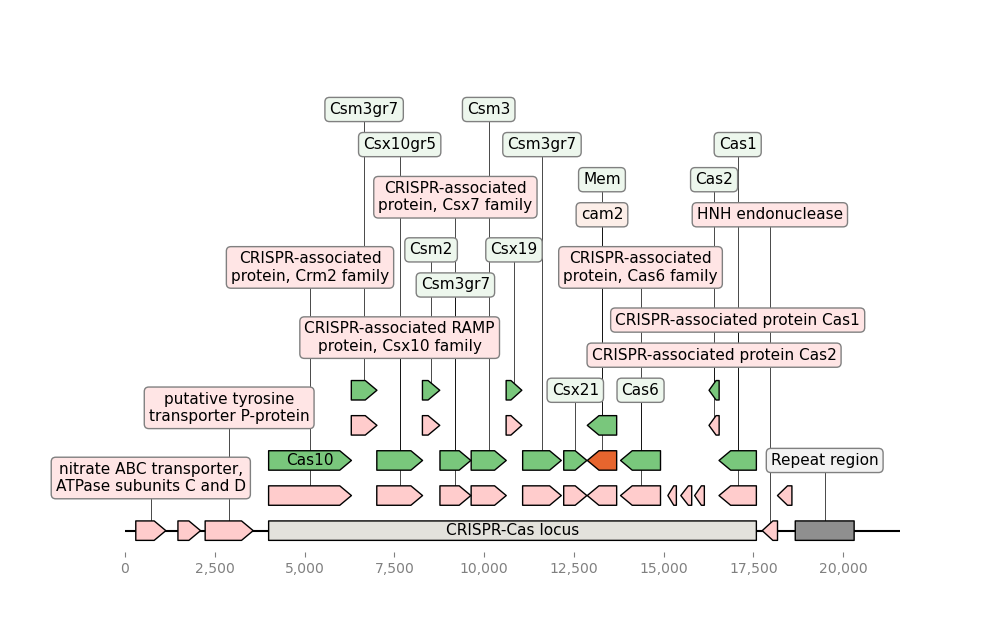 Csm3gr7
Csm3
Csx10gr5
Csm3gr7
Cas1
Mem
Cas2
CRISPR-associated
protein, Csx7 family
cam2
HNH endonuclease
Csm2
Csx19
CRISPR-associated
protein, Crm2 family
CRISPR-associated
protein, Cas6 family
Csm3gr7
CRISPR-associated protein Cas1
CRISPR-associated RAMP
protein, Csx10 family
CRISPR-associated protein Cas2
Csx21
Cas6
putative tyrosine
transporter P-protein
Cas10
Repeat region
nitrate ABC transporter,
ATPase subunits C and D
CRISPR-Cas locus
0 2,500 5,000 7,500 10,000 12,500 15,000 17,500 20,000